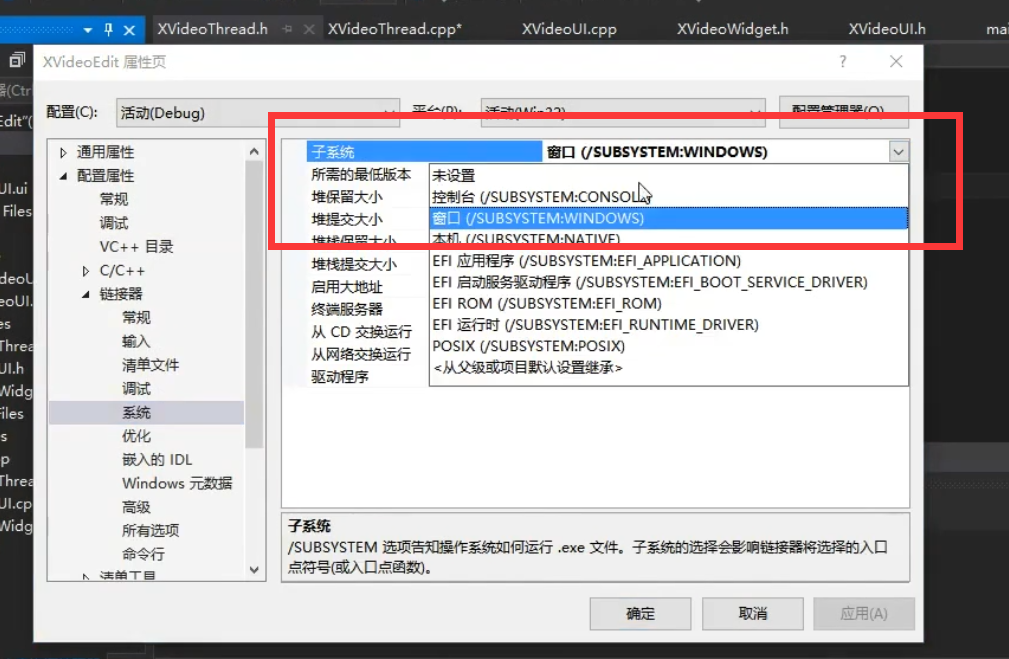 XVideoThread.h XVideoThread.cpp* XVideoUI.cpp XVideoWidget.h XVideoUI.h
XVideoEdit 属性页
配置(C): 活动(Debug) 平台(P): 活动(Win32) 配置管理器(O)
通用属性
配置属性
常规
调试
VC++ 目录
C/C++
链接器
常规
输入
清单文件
调试
系统
优化
嵌入的 IDL
Windows 元数据
高级
所有选项
命令行
清单工具
子系统 窗口 (/SUBSYSTEM:WINDOWS)
所需的最低版本
堆保留大小
堆提交大小
堆栈保留大小
堆栈提交大小
启用大地址
终端服务器
从 CD 交换运行
从网络交换运行
驱动程序
未设置
控制台 (/SUBSYSTEM:CONSOLE)
窗口 (/SUBSYSTEM:WINDOWS)
本机 (/SUBSYSTEM:NATIVE)
EFI 应用程序 (/SUBSYSTEM:EFI_APPLICATION)
EFI 启动服务驱动程序 (/SUBSYSTEM:EFI_BOOT_SERVICE_DRIVER)
EFI ROM (/SUBSYSTEM:EFI_ROM)
EFI 运行时 (/SUBSYSTEM:EFI_RUNTIME_DRIVER)
POSIX (/SUBSYSTEM:POSIX)
<从父级或项目默认设置继承>
子系统
/SUBSYSTEM 选项告知操作系统如何运行 .exe 文件。子系统的选择会影响链接器将选择的入口
点符号(或入口点函数)。
确定 取消 应用(A)